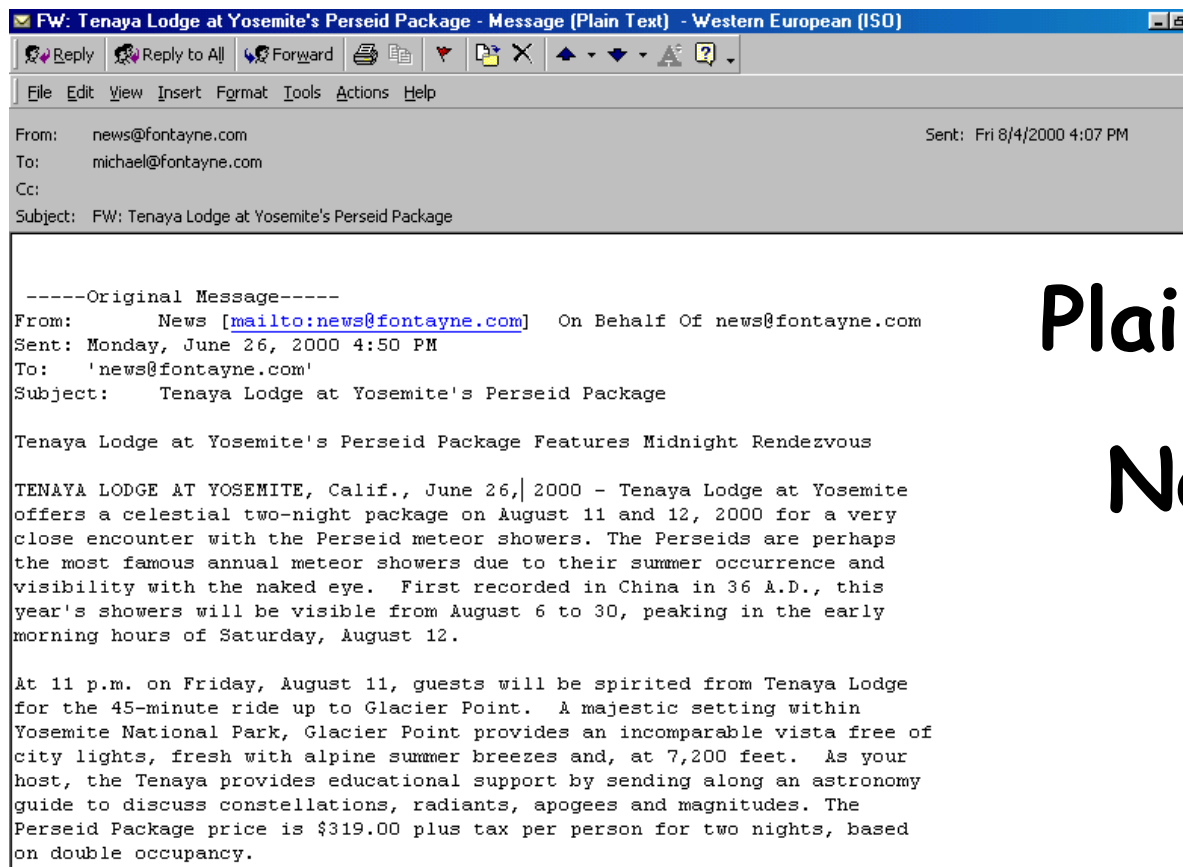 FW: Tenaya Lodge at Yosemite's Perseid Package - Message (Plain Text) - Western European (ISO)
Reply Reply to All Forward
File Edit View Insert Format Tools Actions Help
From: news@fontayne.com Sent: Fri 8/4/2000 4:07 PM
To: michael@fontayne.com
Cc:
Subject: FW: Tenaya Lodge at Yosemite's Perseid Package
-----Original Message-----
From: News [mailto:news@fontayne.com] On Behalf Of news@fontayne.com
Sent: Monday, June 26, 2000 4:50 PM
To: 'news@fontayne.com'
Subject: Tenaya Lodge at Yosemite's Perseid Package
Tenaya Lodge at Yosemite's Perseid Package Features Midnight Rendezvous
TENAYA LODGE AT YOSEMITE, Calif., June 26, 2000 - Tenaya Lodge at Yosemite
offers a celestial two-night package on August 11 and 12, 2000 for a very
close encounter with the Perseid meteor showers. The Perseids are perhaps
the most famous annual meteor showers due to their summer occurrence and
visibility with the naked eye. First recorded in China in 36 A.D., this
year's showers will be visible from August 6 to 30, peaking in the early
morning hours of Saturday, August 12.
At 11 p.m. on Friday, August 11, guests will be spirited from Tenaya Lodge
for the 45-minute ride up to Glacier Point. A majestic setting within
Yosemite National Park, Glacier Point provides an incomparable vista free of
city lights, fresh with alpine summer breezes and, at 7,200 feet. As your
host, the Tenaya provides educational support by sending along an astronomy
guide to discuss constellations, radiants, apogees and magnitudes. The
Perseid Package price is $319.00 plus tax per person for two nights, based
on double occupancy.
Plai